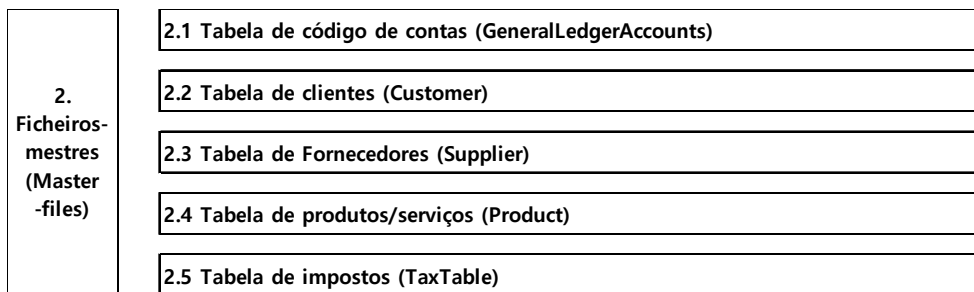 2.
Ficheiros-
mestres
(Master
-files)
2.1 Tabela de código de contas (GeneralLedgerAccounts)
2.2 Tabela de clientes (Customer)
2.3 Tabela de Fornecedores (Supplier)
2.4 Tabela de produtos/serviços (Product)
2.5 Tabela de impostos (TaxTable)